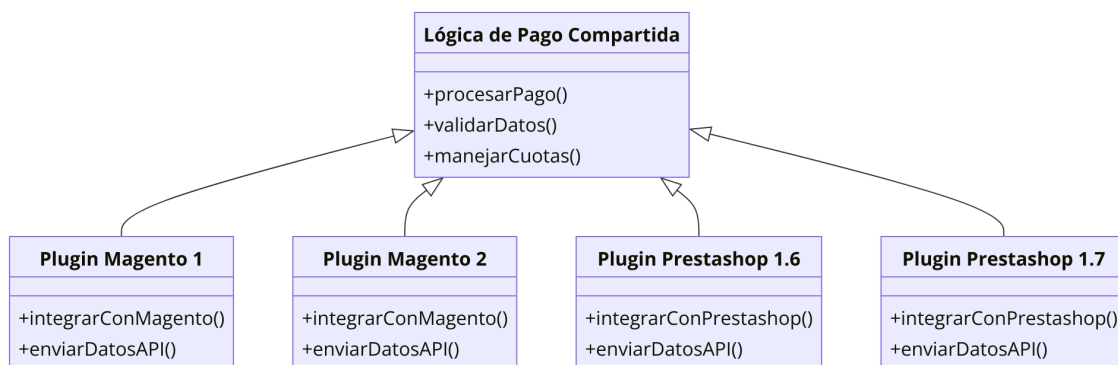 Lógica de Pago Compartida
+procesarPago()
+validarDatos()
+manejarCuotas()
Plugin Magento 1
+integrarConMagento()
+enviarDatosAPI()
Plugin Magento 2
+integrarConMagento()
+enviarDatosAPI()
Plugin Prestashop 1.6
+integrarConPrestashop()
+enviarDatosAPI()
Plugin Prestashop 1.7
+integrarConPrestashop()
+enviarDatosAPI()